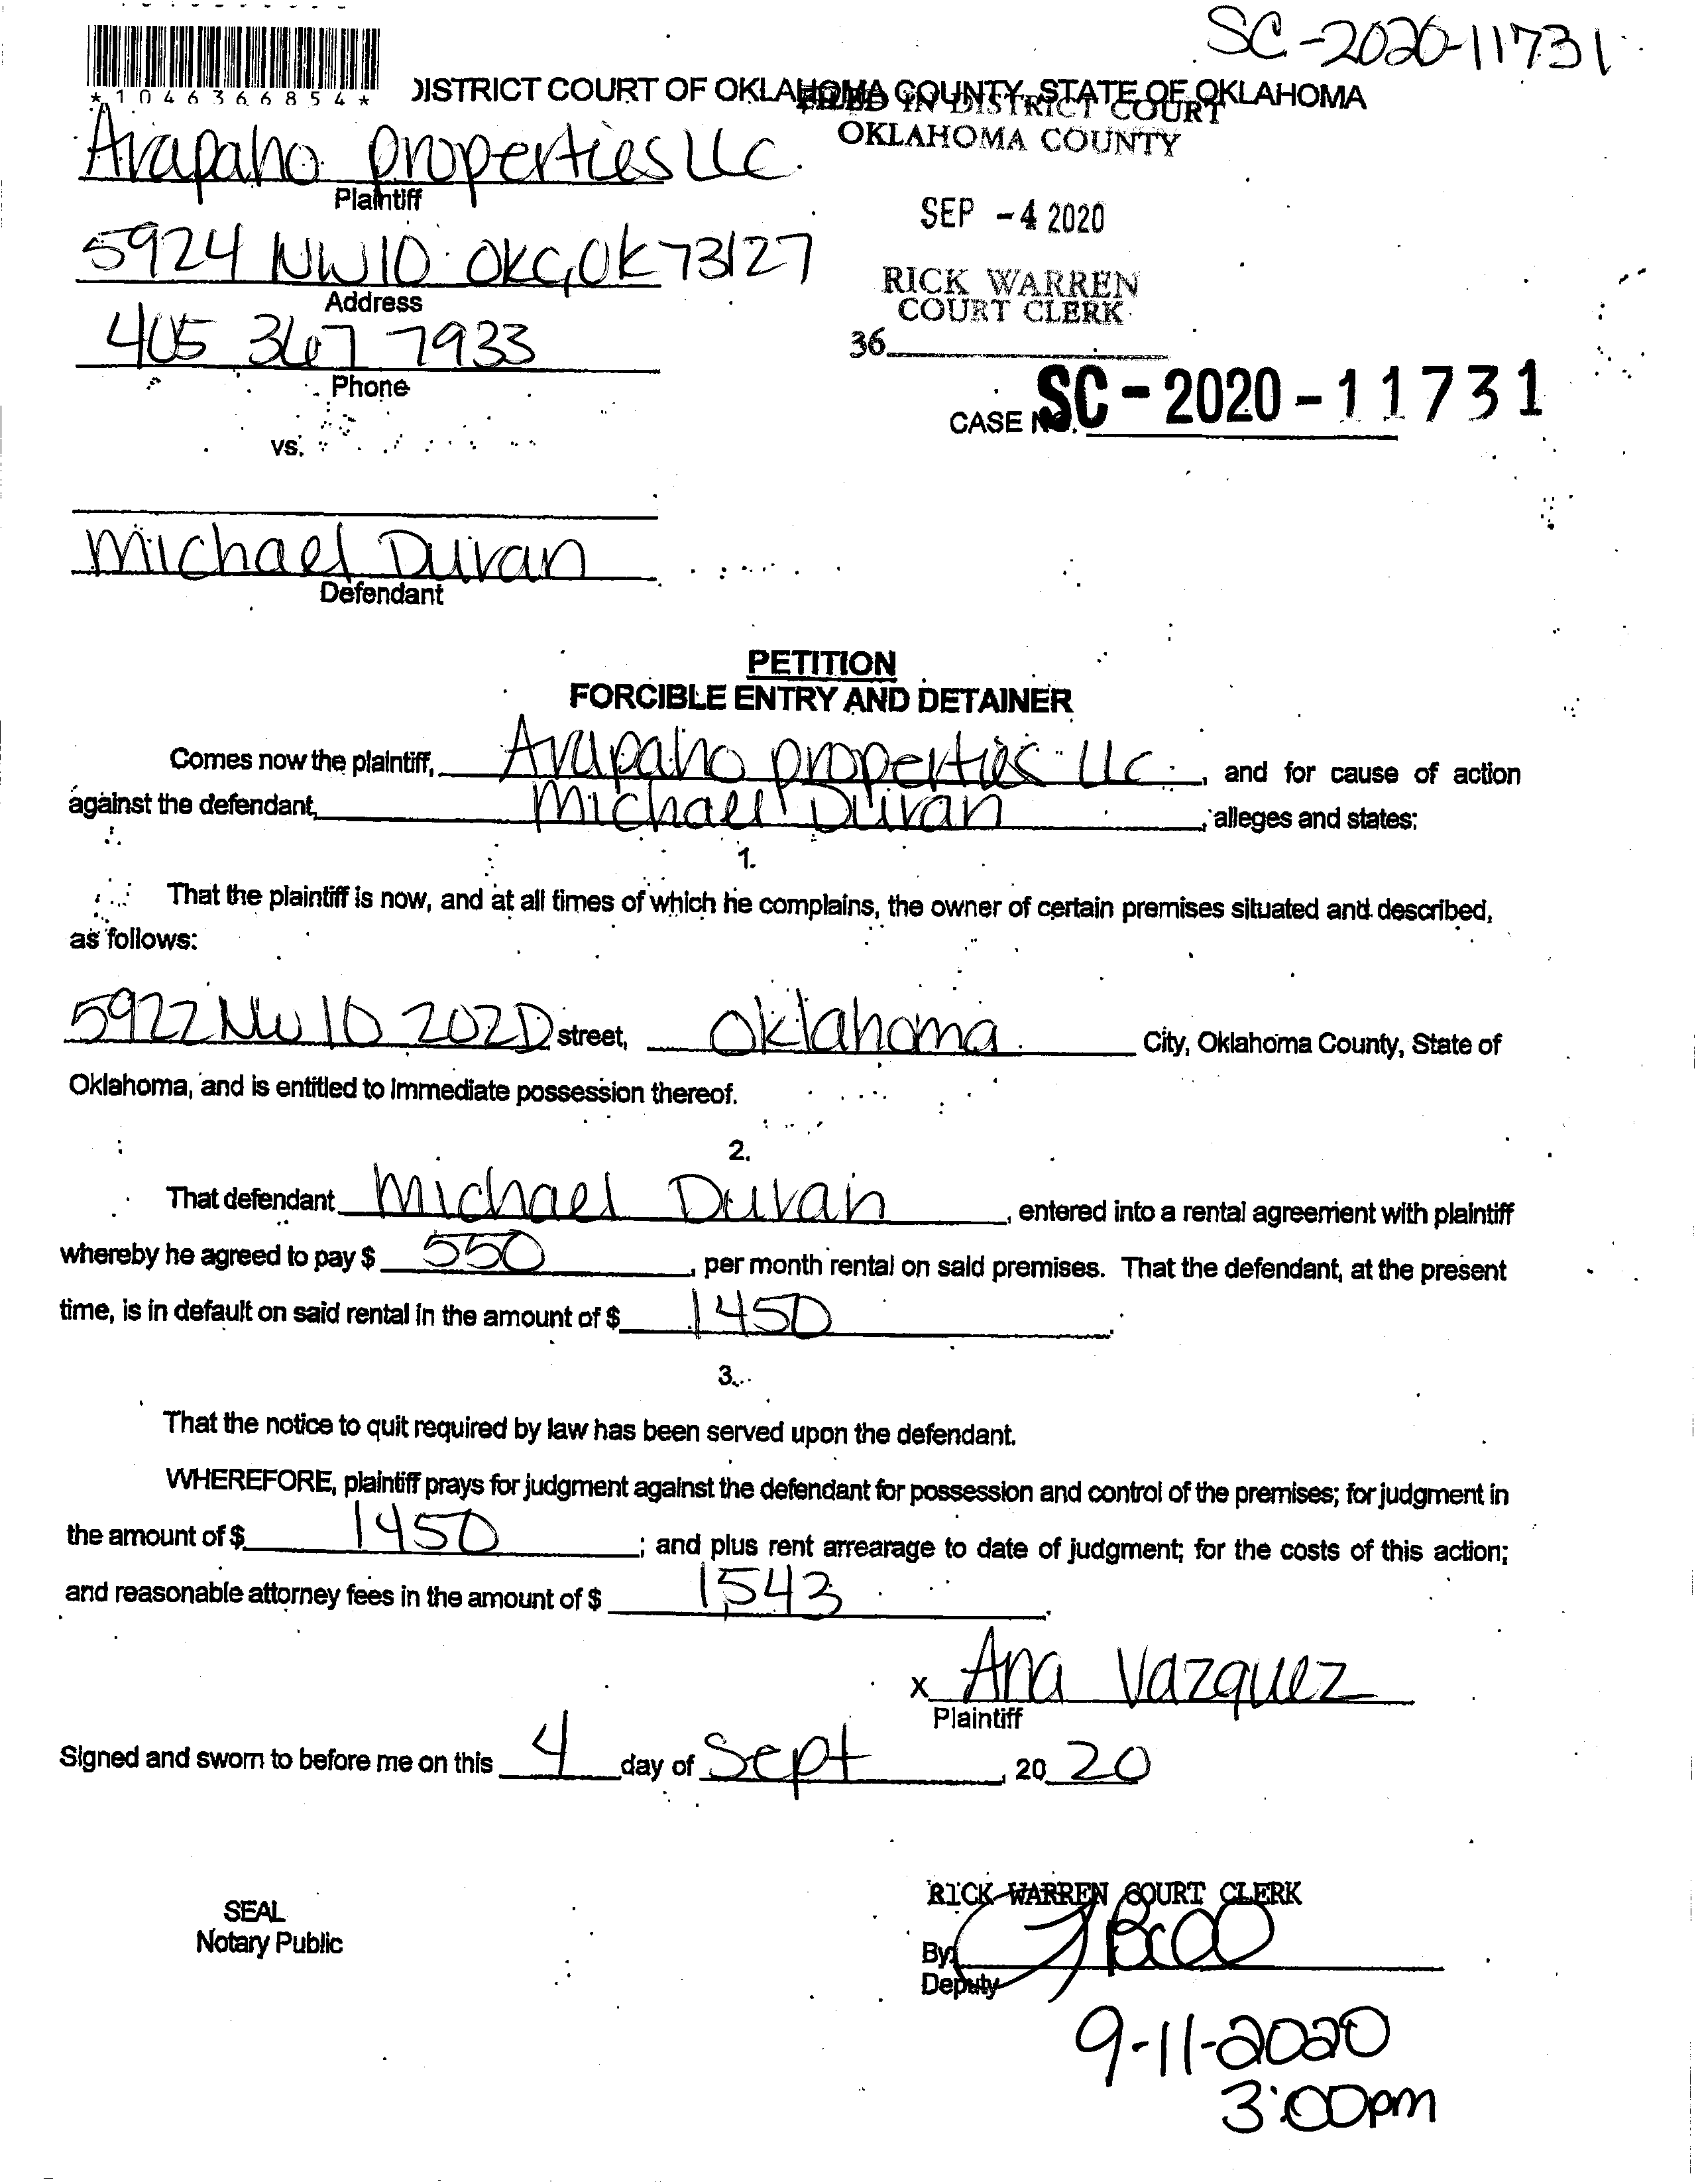 SC-2020-11731
*1046366854*
DISTRICT COURT OF OKLAHOMA COUNTY, STATE OF OKLAHOMA
FILED IN DISTRICT COURT
OKLAHOMA COUNTY
Arapaho properties LLC.
Plaintiff
SEP -4 2020
5924 NW 10 OKC, OK 73127
Address
RICK WARREN
COURT CLERK
405 367 7933
Phone
36
CASE NO. SC-2020-11731
vs.
Michael Duran
Defendant
PETITION
FORCIBLE ENTRY AND DETAINER
Comes now the plaintiff, Arapaho properties LLC., and for cause of action
against the defendant, Michael Duran, alleges and states:
1.
That the plaintiff is now, and at all times of which he complains, the owner of certain premises situated and described,
as follows:
5922 NW 10 202D street, Oklahoma City, Oklahoma County, State of
Oklahoma, and is entitled to immediate possession thereof.
2.
That defendant Michael Duran, entered into a rental agreement with plaintiff
whereby he agreed to pay $ 550, per month rental on said premises. That the defendant, at the present
time, is in default on said rental in the amount of $ 1450.
3.
That the notice to quit required by law has been served upon the defendant.
WHEREFORE, plaintiff prays for judgment against the defendant for possession and control of the premises; for judgment in
the amount of $ 1450; and plus rent arrearage to date of judgment; for the costs of this action;
and reasonable attorney fees in the amount of $ 1,543.
x Ana Vazquez
Plaintiff
Signed and sworn to before me on this 4 day of Sept, 20 20
RICK WARREN COURT CLERK
SEAL
Notary Public
By:
Deputy
9-11-2020
3:00pm